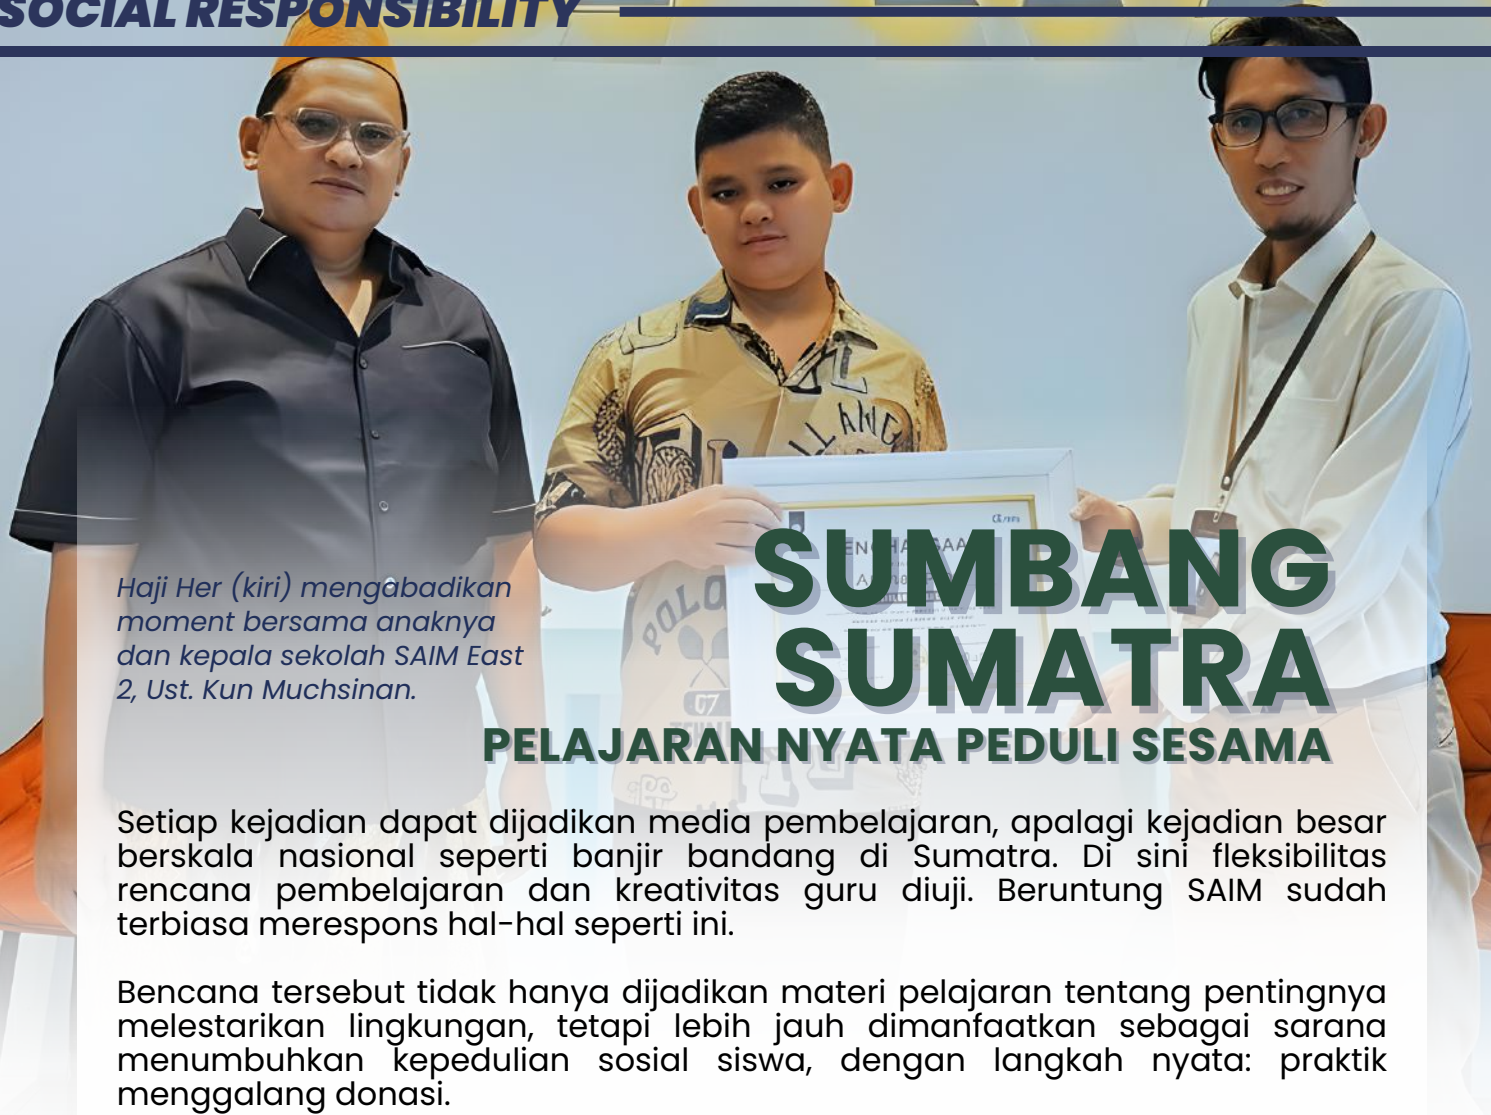 SOCIAL RESPONSIBILITY
Haji Her (kiri) mengabadikan
moment bersama anaknya
dan kepala sekolah SAIM East
2, Ust. Kun Muchsinan.
SUMBANG
SUMATRA
PELAJARAN NYATA PEDULI SESAMA
Setiap kejadian dapat dijadikan media pembelajaran, apalagi kejadian besar
berskala nasional seperti banjir bandang di Sumatra. Di sini fleksibilitas
rencana pembelajaran dan kreativitas guru diuji. Beruntung SAIM sudah
terbiasa merespons hal-hal seperti ini.
Bencana tersebut tidak hanya dijadikan materi pelajaran tentang pentingnya
melestarikan lingkungan, tetapi lebih jauh dimanfaatkan sebagai sarana
menumbuhkan kepedulian sosial siswa, dengan langkah nyata: praktik
menggalang donasi.